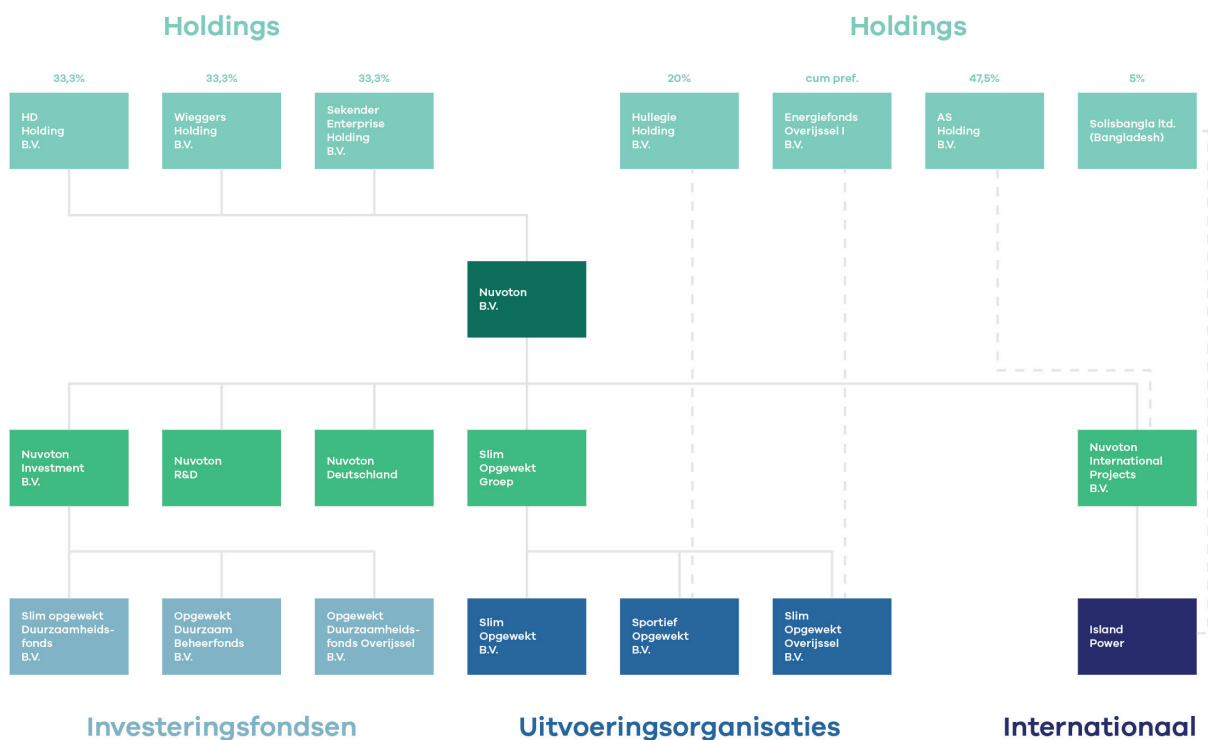 Holdings
Holdings
33,3%
33,3%
33,3%
20%
cum pref.
47,5%
5%
HD
Holding
B.V.
Wieggers
Holding
B.V.
Sekender
Enterprise
Holding
B.V.
Hullegie
Holding
B.V.
Energiefonds
Overijssel I
B.V.
AS
Holding
B.V.
Solisbangla ltd.
(Bangladesh)
Nuvoton
B.V.
Nuvoton
Investment
B.V.
Nuvoton
R&D
Nuvoton
Deutschland
Slim
Opgewekt
Groep
Nuvoton
International
Projects
B.V.
Slim opgewekt
Duurzaamheids-
fonds
B.V.
Opgewekt
Duurzaam
Beheerfonds
B.V.
Opgewekt
Duurzaamheids-
fonds Overijssel
B.V.
Slim
Opgewekt
B.V.
Sportief
Opgewekt
B.V.
Slim
Opgewekt
Overijssel
B.V.
Island
Power
Investeringsfondsen
Uitvoeringsorganisaties
Internationaal